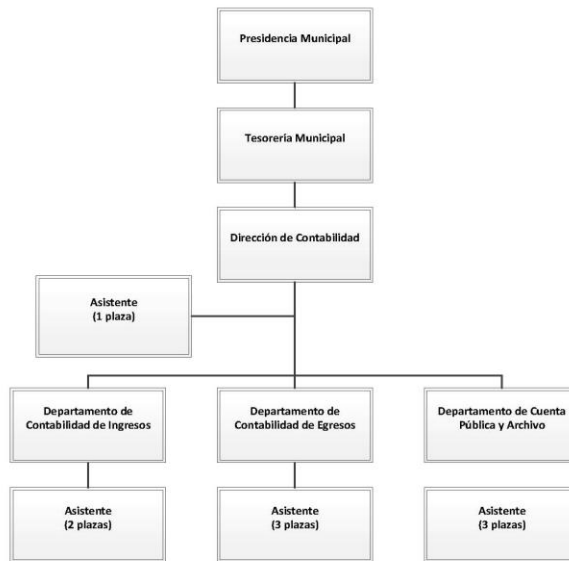 Presidencia Municipal
Tesorería Municipal
Dirección de Contabilidad
Asistente
(1 plaza)
Departamento de
Contabilidad de Ingresos
Departamento de
Contabilidad de Egresos
Departamento de Cuenta
Pública y Archivo
Asistente
(2 plazas)
Asistente
(3 plazas)
Asistente
(3 plazas)